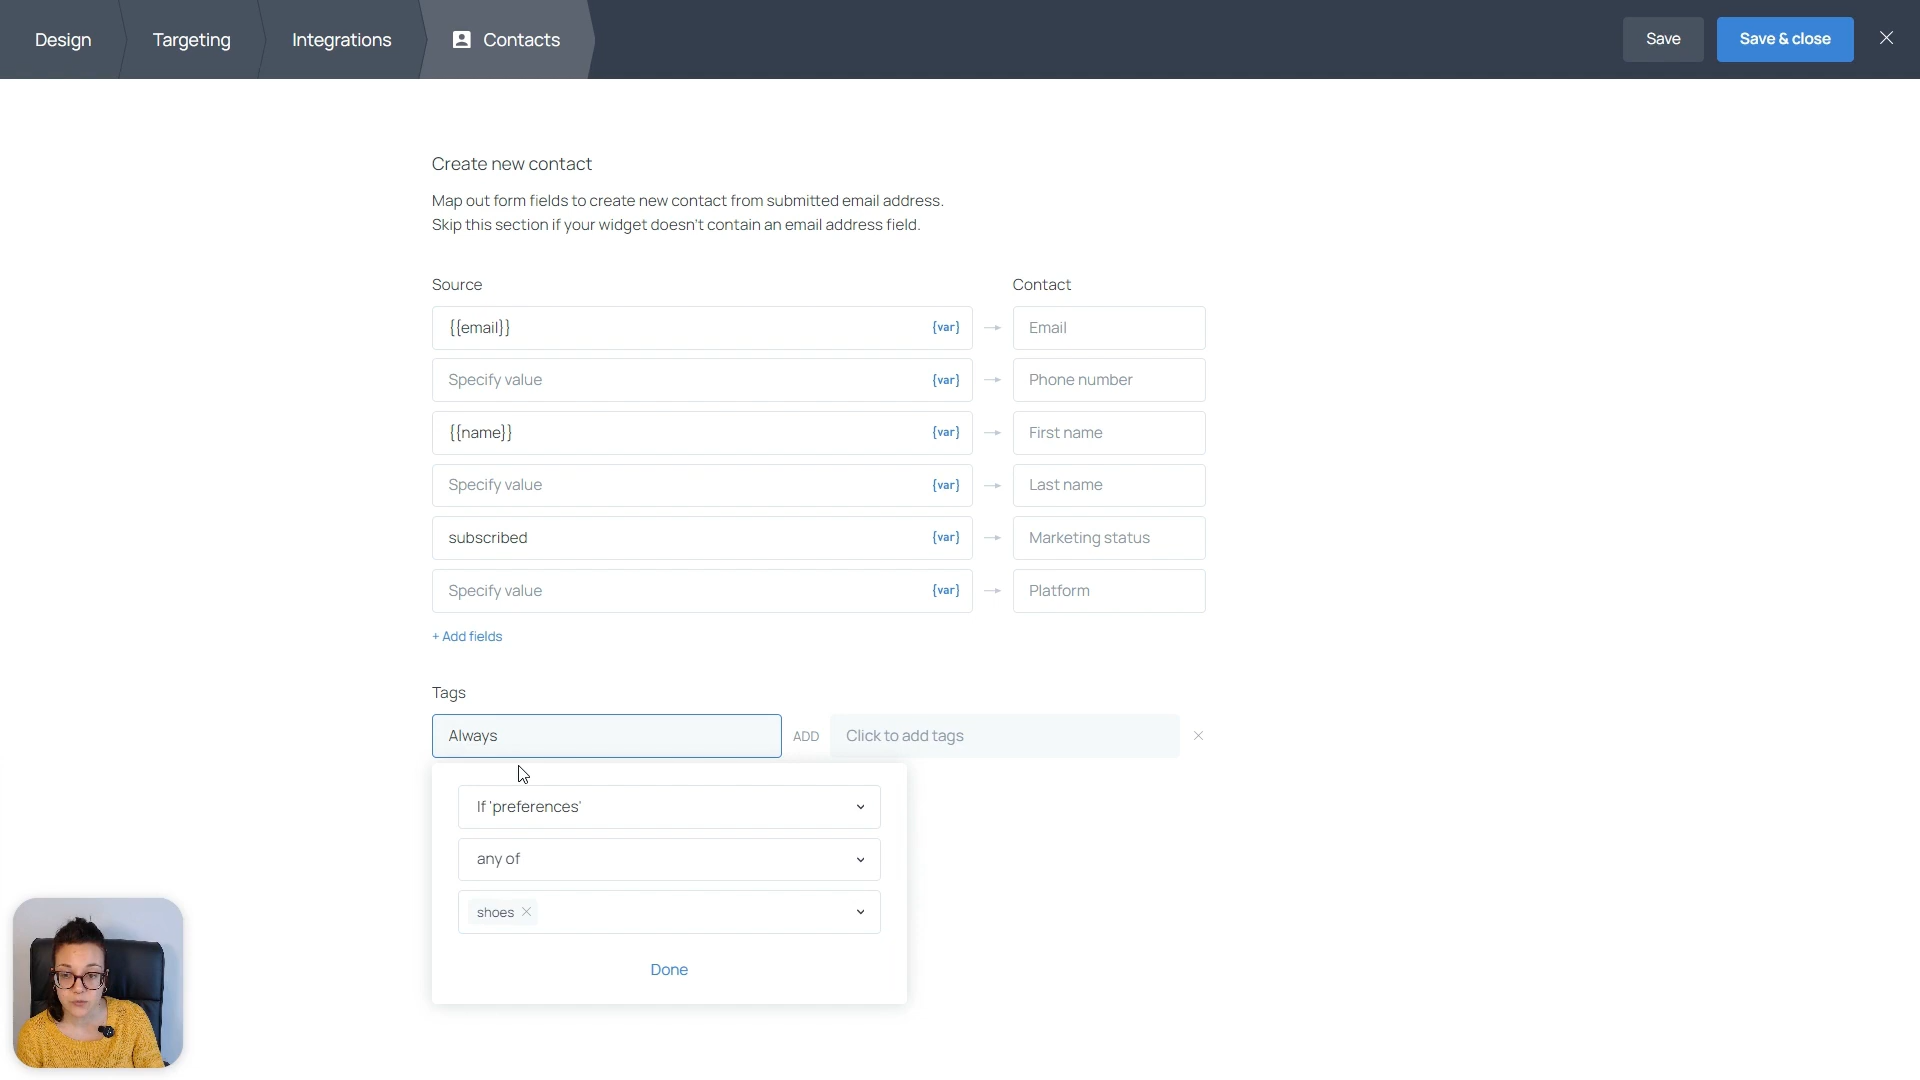 Design
Targeting
Integrations
Contacts
Save
Save & close
Create new contact
Map out form fields to create new contact from submitted email address.
Skip this section if your widget doesn't contain an email address field.
Source
Contact
{{email}}
{var}
Email
Specify value
{var}
Phone number
{{name}}
{var}
First name
Specify value
{var}
Last name
subscribed
{var}
Marketing status
Specify value
{var}
Platform
+ Add fields
Tags
Always
ADD
Click to add tags
If 'preferences'
any of
shoes
Done